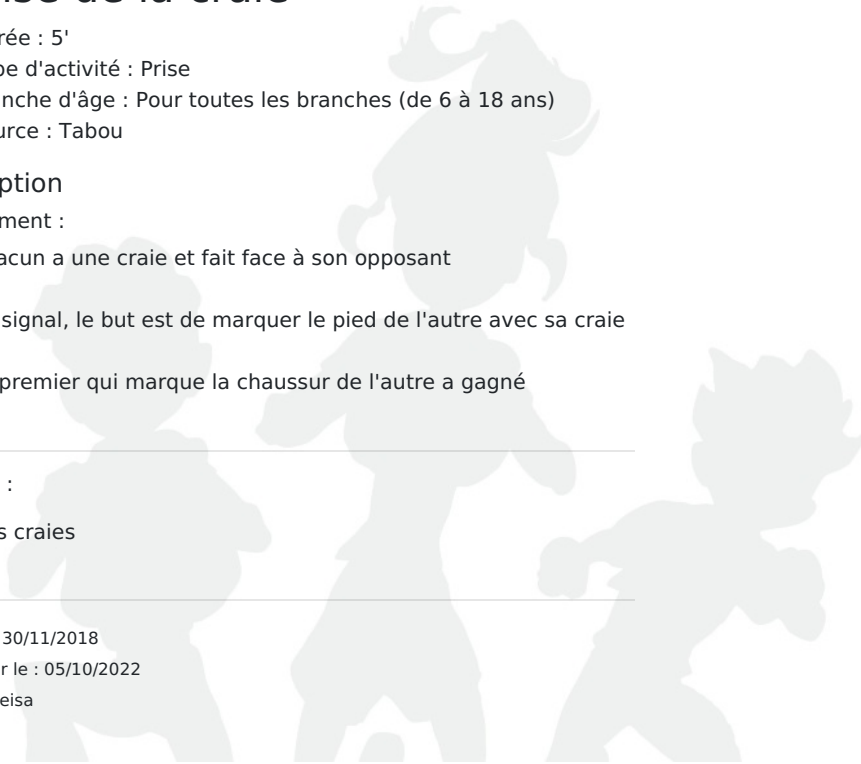 de la craie
rée : 5'
pe d'activité : Prise
nche d'âge : Pour toutes les branches (de 6 à 18 ans)
urce : Tabou
ption
ment :
acun a une craie et fait face à son opposant
signal, le but est de marquer le pied de l'autre avec sa craie
premier qui marque la chaussur de l'autre a gagné
:
s craies
30/11/2018
r le : 05/10/2022
eisa